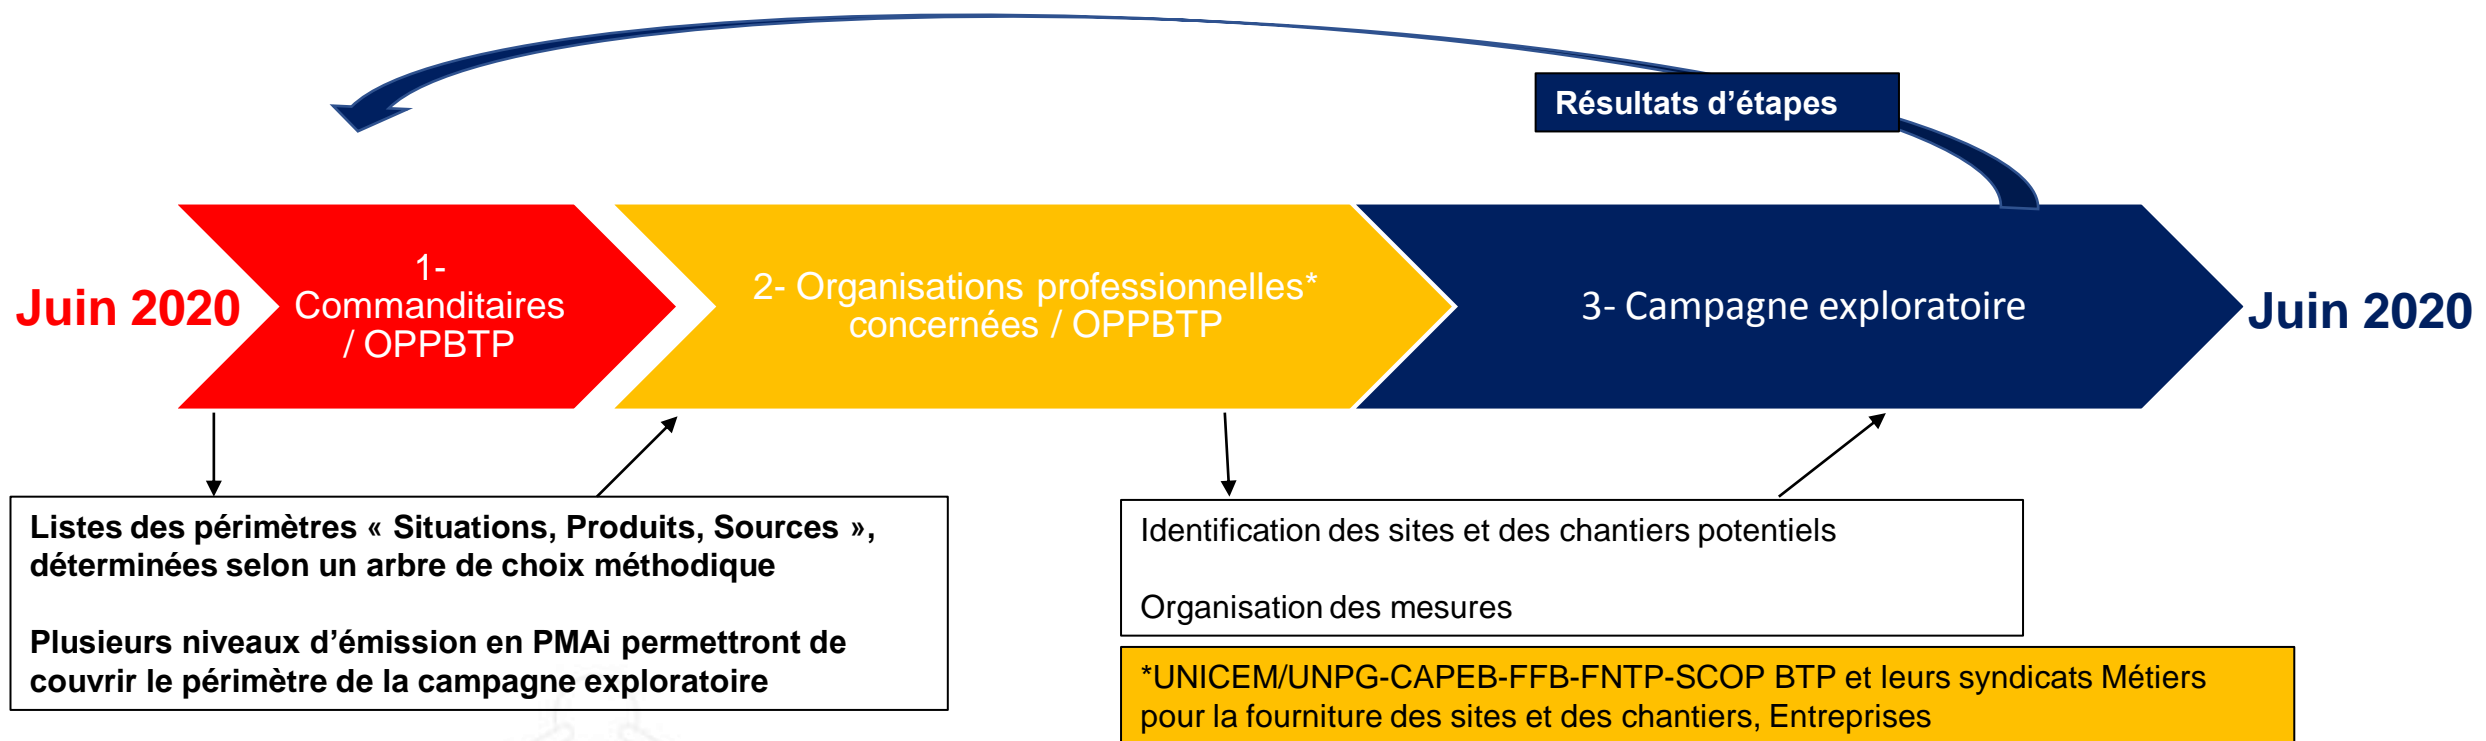 Résultats d’étapes
Juin 2020
1-
Commanditaires
/ OPPBTP
2- Organisations professionnelles*
concernées / OPPBTP
3- Campagne exploratoire
Juin 2020
Listes des périmètres « Situations, Produits, Sources »,
déterminées selon un arbre de choix méthodique
Plusieurs niveaux d’émission en PMAi permettront de
couvrir le périmètre de la campagne exploratoire
Identification des sites et des chantiers potentiels
Organisation des mesures
*UNICEM/UNPG-CAPEB-FFB-FNTP-SCOP BTP et leurs syndicats Métiers
pour la fourniture des sites et des chantiers, Entreprises